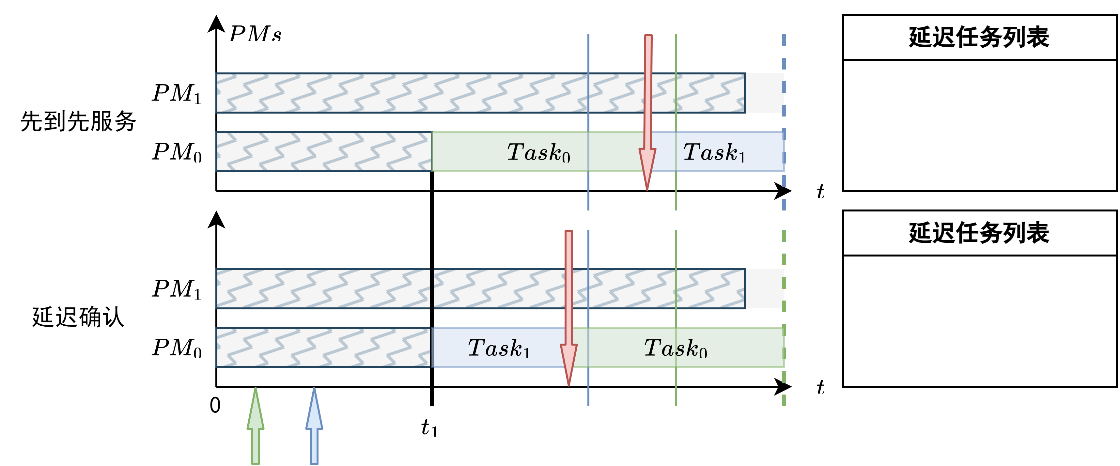 PMs
延迟任务列表
PM₁
先到先服务
PM₀
Task₀
Task₁
t
延迟任务列表
PM₁
延迟确认
PM₀
Task₁
Task₀
t
0
t₁